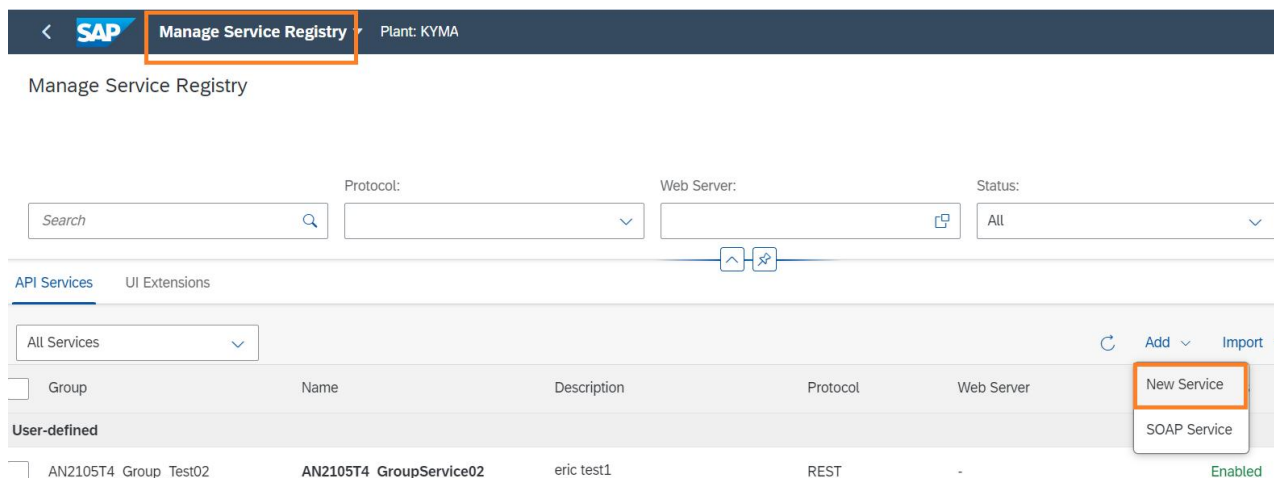 SAP Manage Service Registry Plant: KYMA
Manage Service Registry
Protocol: Web Server: Status:
Search All
API Services UI Extensions
All Services Add Import
Group Name Description Protocol Web Server New Service
User-defined SOAP Service
AN2105T4_Group_Test02 AN2105T4_GroupService02 eric test1 REST - Enabled